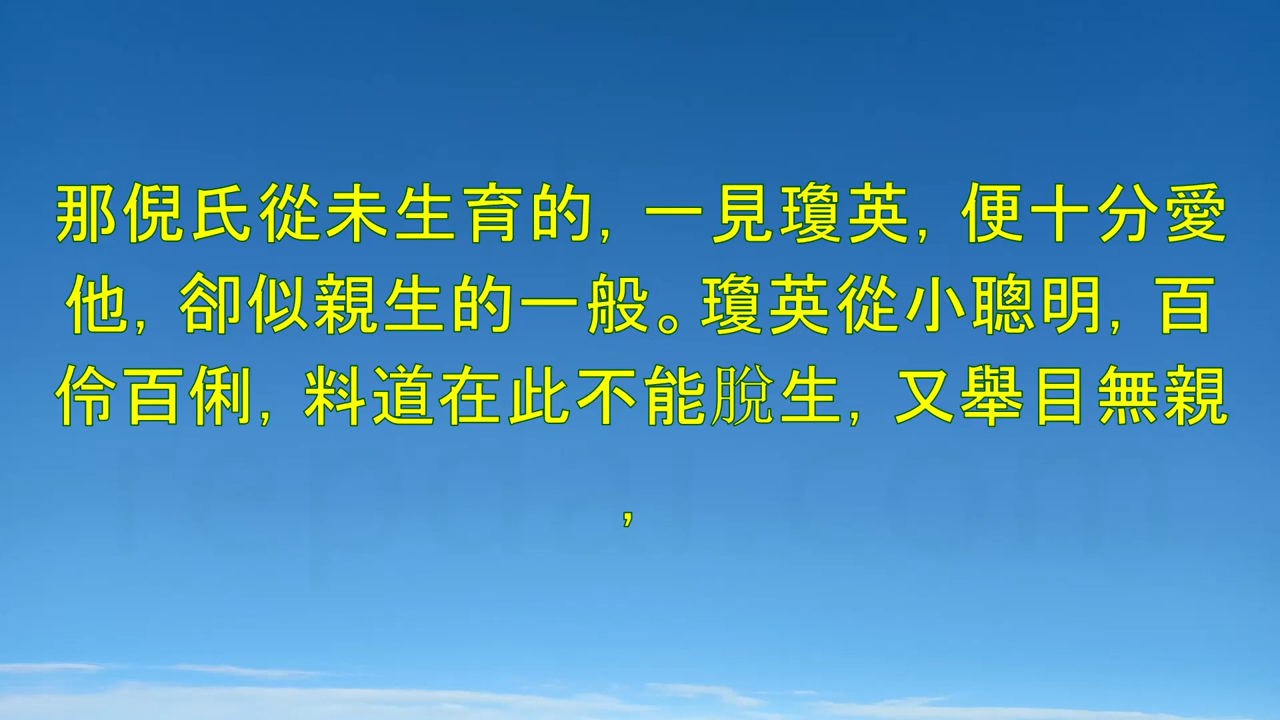 那倪氏從未生育的, 一見瓊英, 便十分愛
他, 卻似親生的一般。瓊英從小聰明, 百
伶百俐, 料道在此不能脫生, 又舉目無親
,